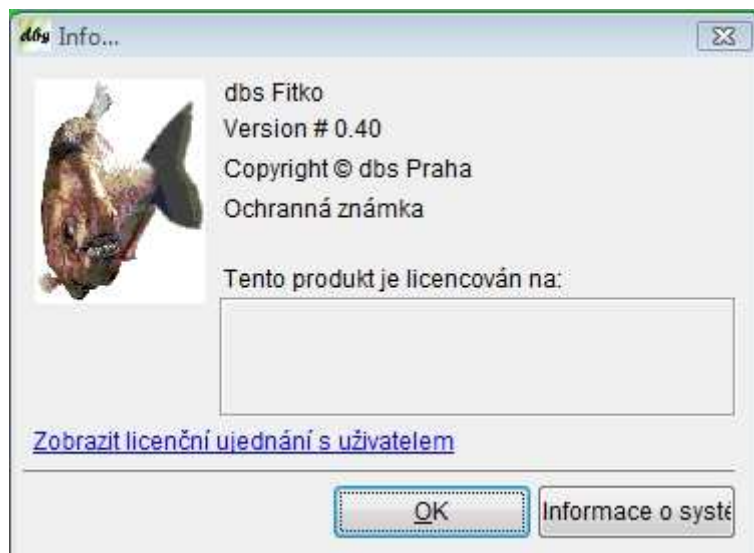 dbs Info...
dbs Fitko
Version # 0.40
Copyright © dbs Praha
Ochranná známka
Tento produkt je licencován na:
Zobrazit licenční ujednání s uživatelem
OK
Informace o systé